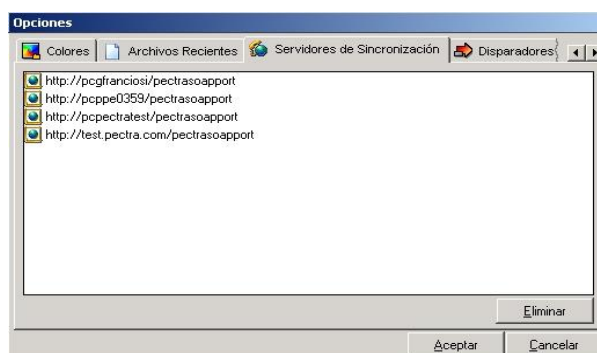 Opciones
Colores Archivos Recientes Servidores de Sincronización Disparadores
http://pcgfranciosi/pectrasoapport
http://pcppe0359/pectrasoapport
http://pcpectratest/pectrasoapport
http://test.pectra.com/pectrasoapport
Eliminar
Aceptar Cancelar